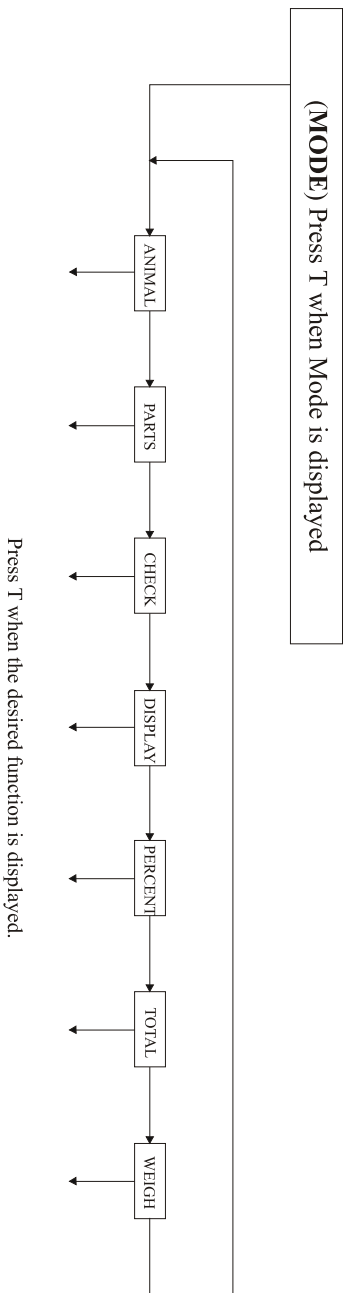 (MODE) Press T when Mode is displayed
ANIMAL
PARTS
CHECK
DISPLAY
PERCENT
TOTAL
WEIGH
Press T when the desired function is displayed.